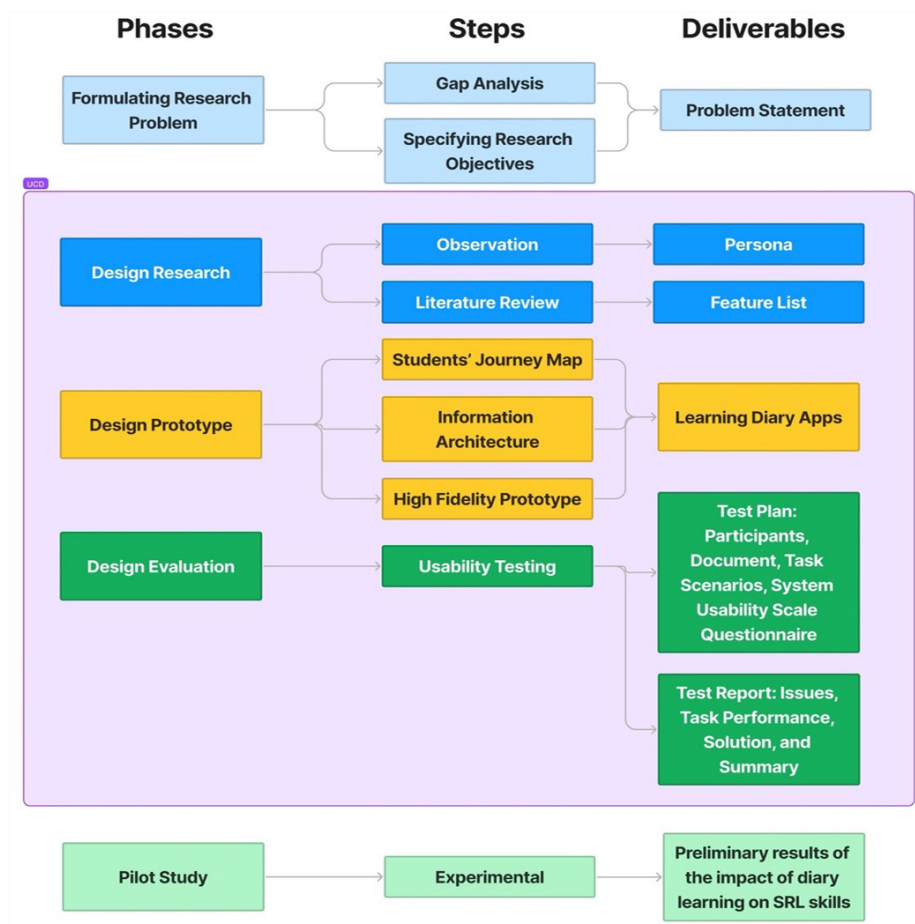 Phases
Steps
Deliverables
Formulating Research
Problem
Gap Analysis
Specifying Research
Objectives
Problem Statement
UCD
Design Research
Observation
Persona
Literature Review
Feature List
Design Prototype
Students’ Journey Map
Information
Architecture
High Fidelity Prototype
Learning Diary Apps
Design Evaluation
Usability Testing
Test Plan:
Participants,
Document, Task
Scenarios, System
Usability Scale
Questionnaire
Test Report: Issues,
Task Performance,
Solution, and
Summary
Pilot Study
Experimental
Preliminary results of
the impact of diary
learning on SRL skills